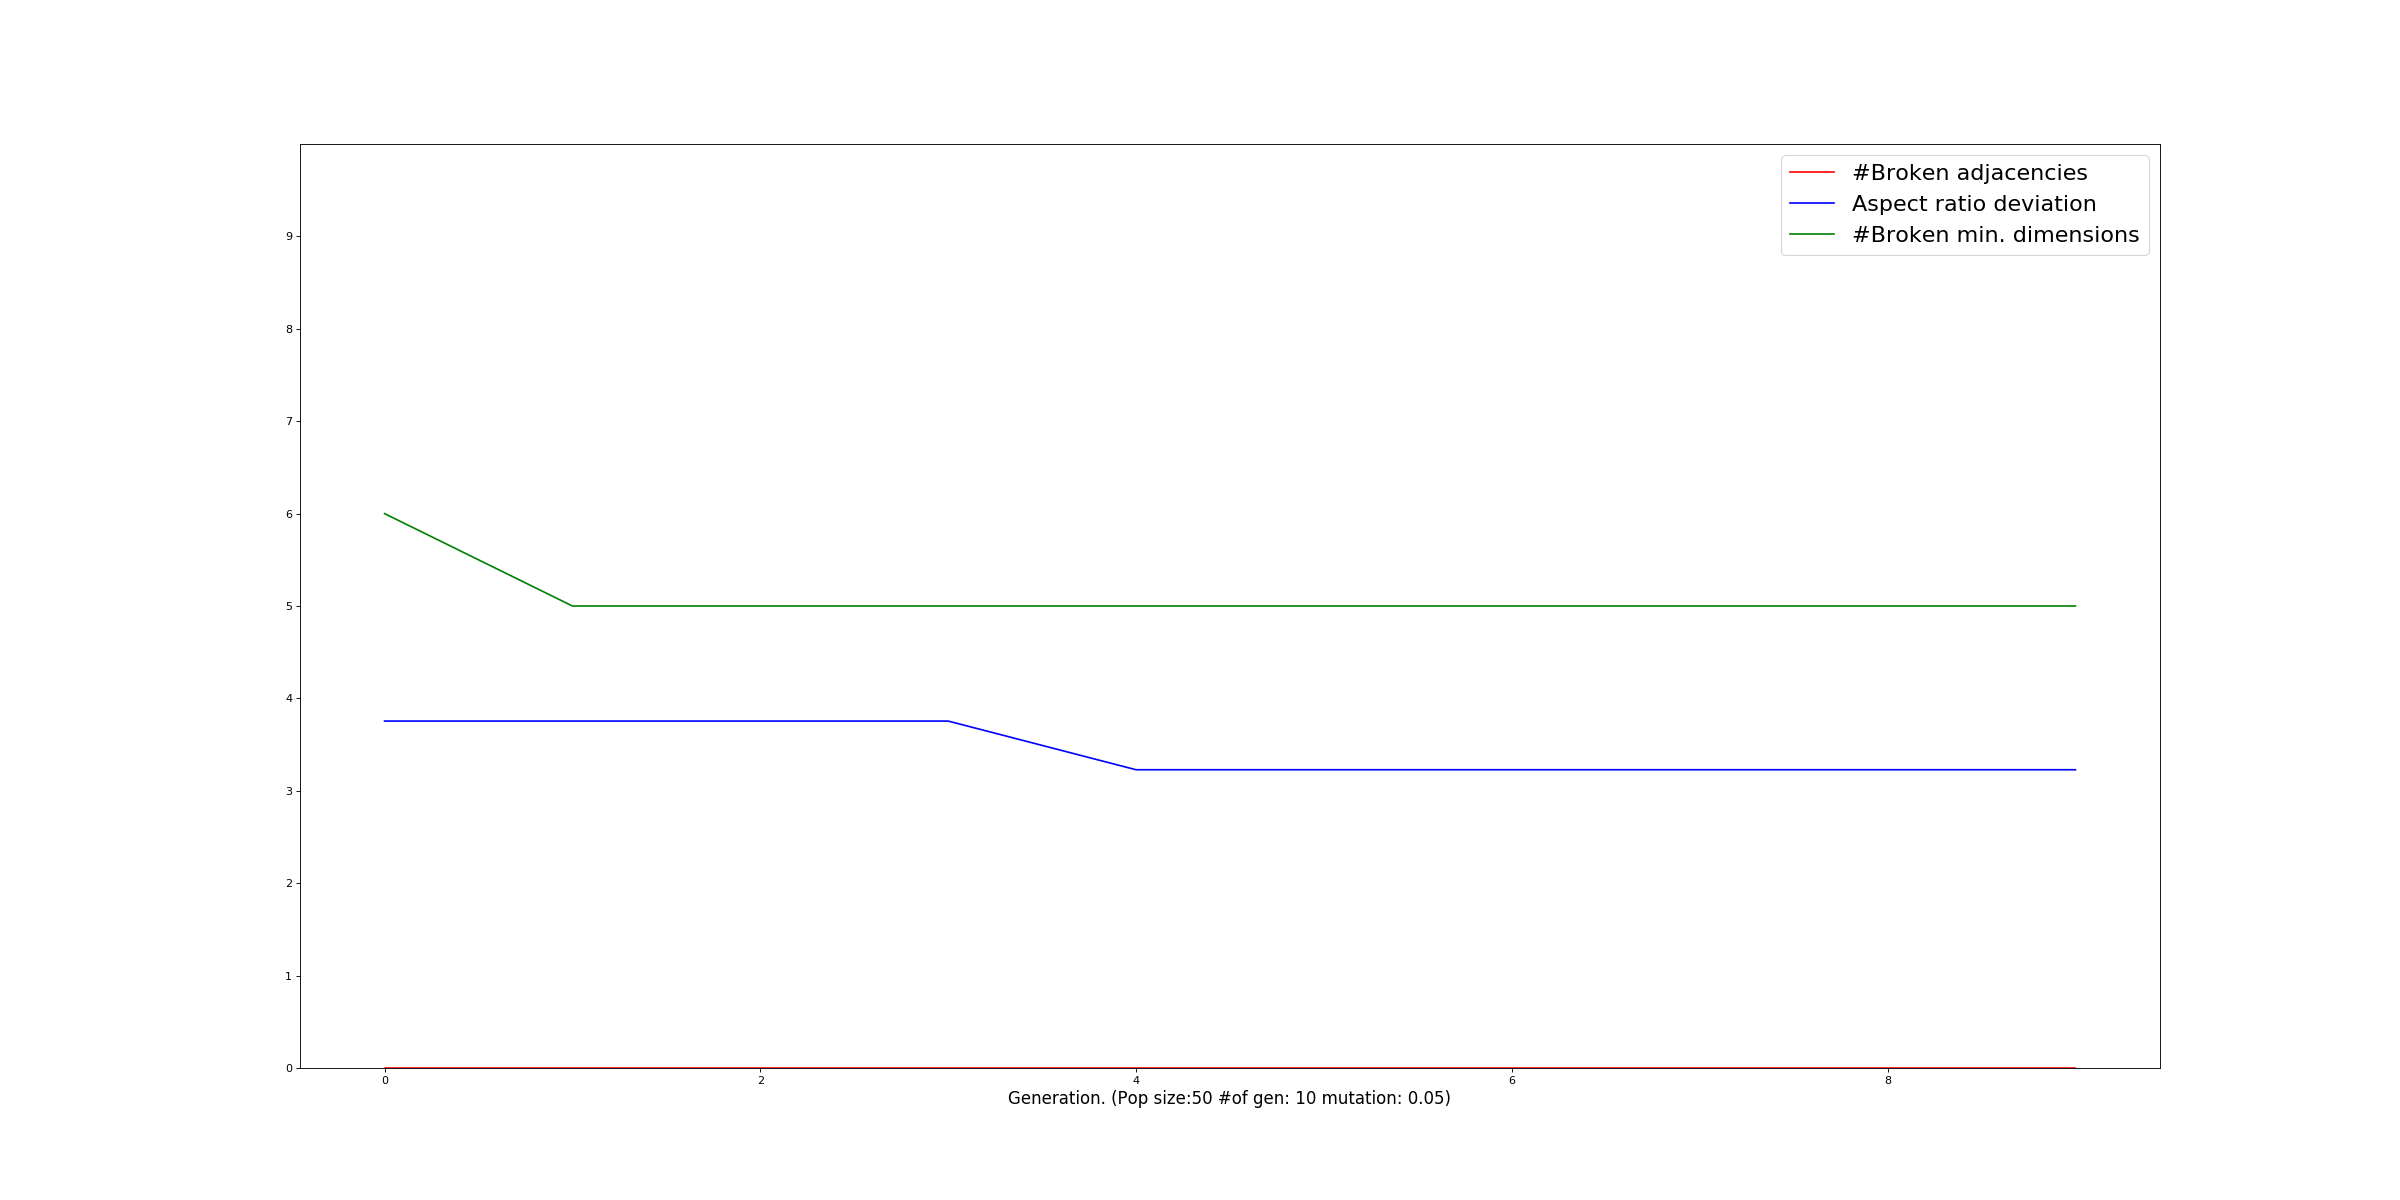 #Broken adjacencies
Aspect ratio deviation
#Broken min. dimensions
9
8
7
6
5
4
3
2
1
0
0 2 4 6 8
Generation. (Pop size:50 #of gen: 10 mutation: 0.05)